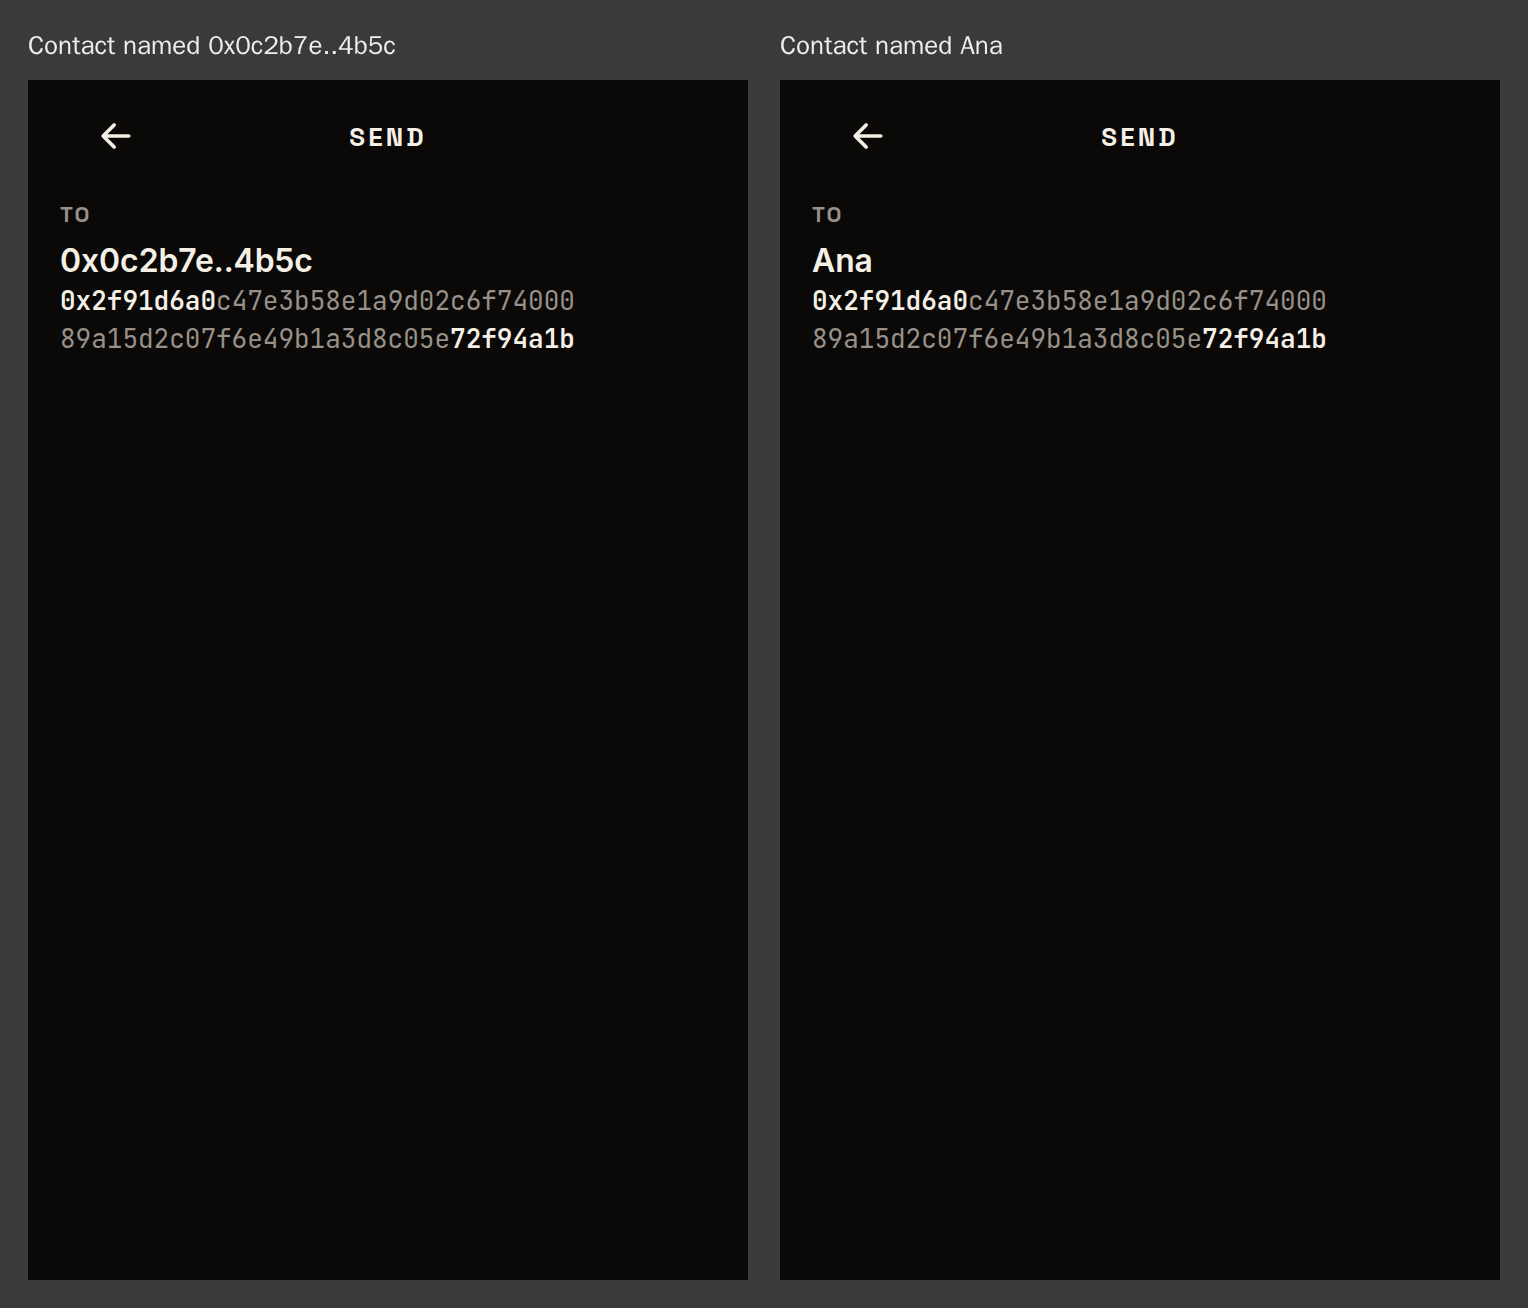 Contact named 0x0c2b7e..4b5c
SEND
TO
0x0c2b7e..4b5c
0x2f91d6a0c47e3b58e1a9d02c6f74000
89a15d2c07f6e49b1a3d8c05e72f94a1b
Contact named Ana
SEND
TO
Ana
0x2f91d6a0c47e3b58e1a9d02c6f74000
89a15d2c07f6e49b1a3d8c05e72f94a1b